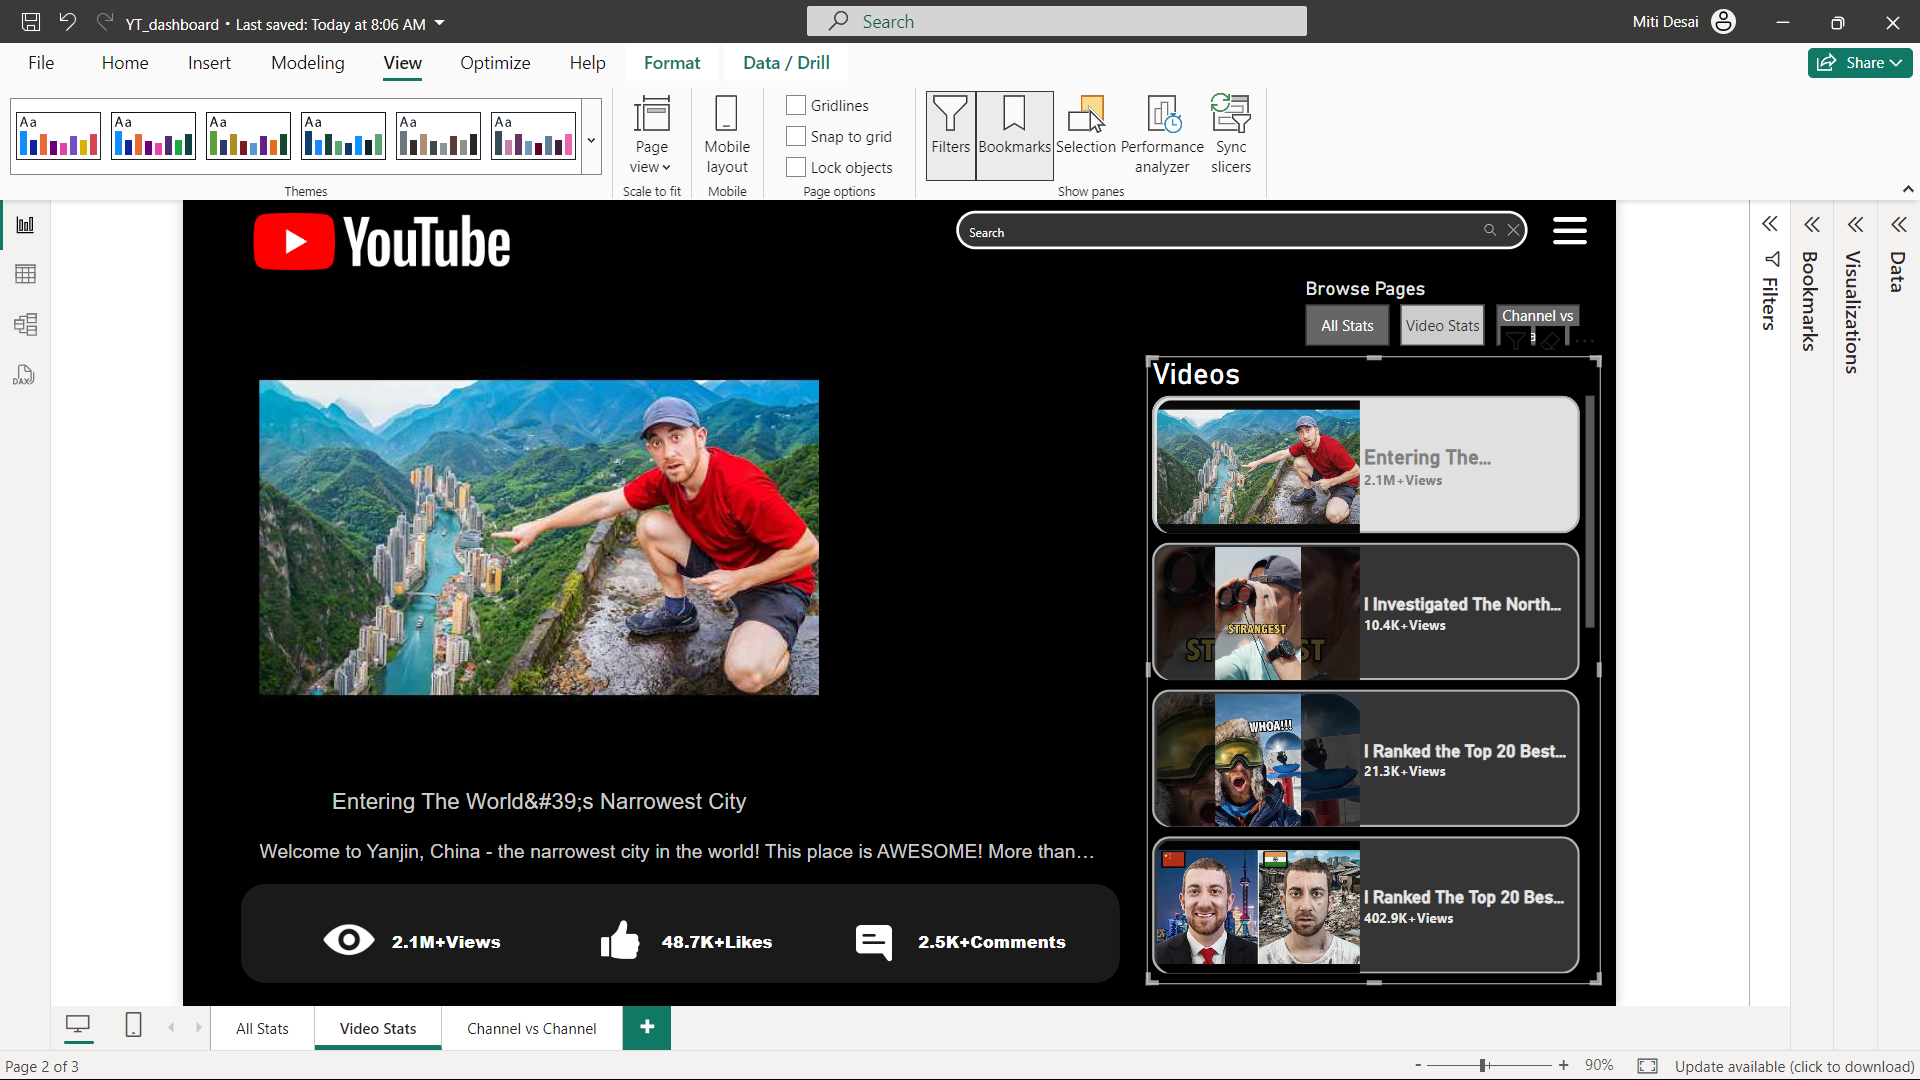 YT_dashboard • Last saved: Today at 8:06 AM
Search
Miti Desai
File
Home
Insert
Modeling
View
Optimize
Help
Format
Data / Drill
Share
Aa
Aa
Aa
Aa
Aa
Aa
Themes
Page view
Scale to fit
Mobile layout
Mobile
Gridlines
Snap to grid
Lock objects
Page options
Filters
Bookmarks
Selection
Performance analyzer
Sync slicers
Show panes
DAX
YouTube
Search
Browse Pages
All Stats
Video Stats
Channel vs
Filters
Bookmarks
Visualizations
Data
Videos
Entering The...
2.1M+Views
STRANGEST
I Investigated The North...
10.4K+Views
WHOA!!!
I Ranked the Top 20 Best...
21.3K+Views
I Ranked The Top 20 Bes...
402.9K+Views
Entering The World&#39;s Narrowest City
Welcome to Yanjin, China - the narrowest city in the world! This place is AWESOME! More than...
2.1M+Views
48.7K+Likes
2.5K+Comments
All Stats
Video Stats
Channel vs Channel
+
Page 2 of 3
- + 90%
Update available (click to download)